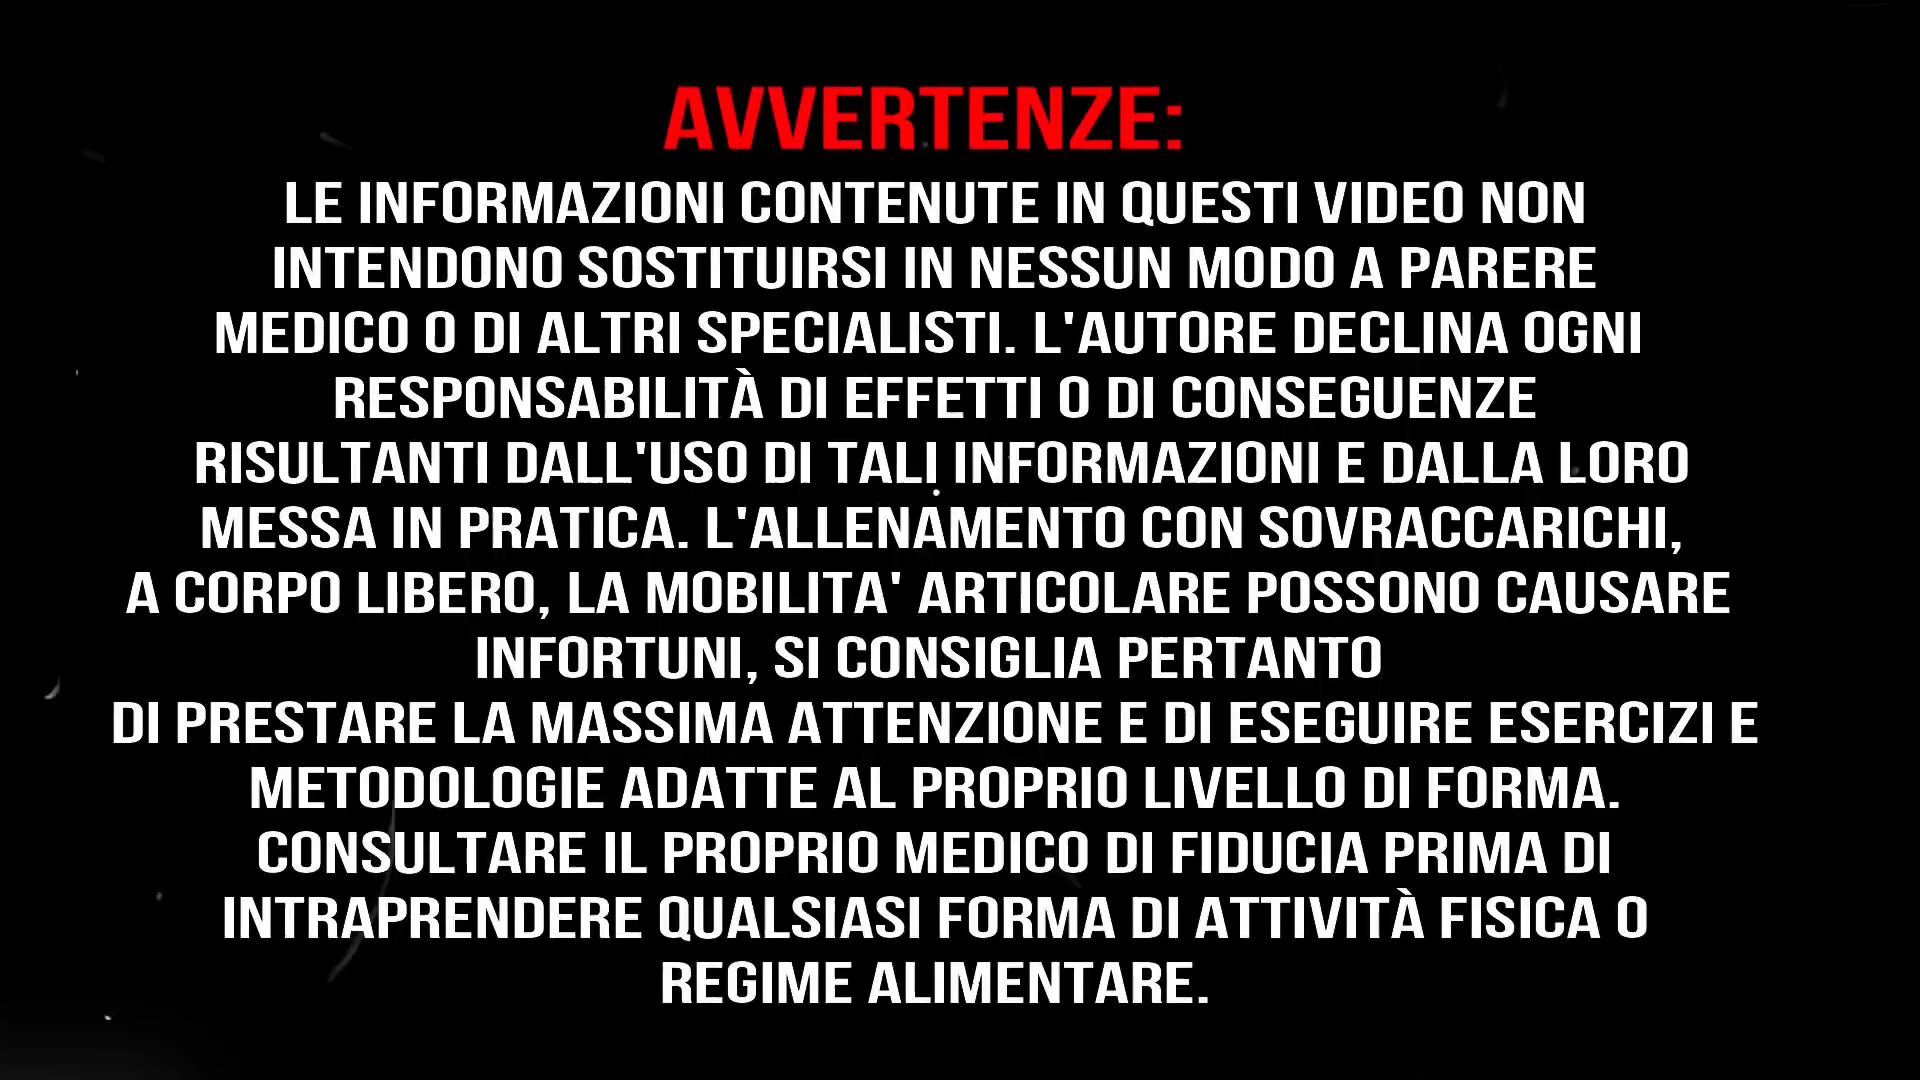 AVVERTENZE:
LE INFORMAZIONI CONTENUTE IN QUESTI VIDEO NON
INTENDONO SOSTITUIRSI IN NESSUN MODO A PARERE
MEDICO O DI ALTRI SPECIALISTI. L'AUTORE DECLINA OGNI
RESPONSABILITÀ DI EFFETTI O DI CONSEGUENZE
RISULTANTI DALL'USO DI TALI INFORMAZIONI E DALLA LORO
MESSA IN PRATICA. L'ALLENAMENTO CON SOVRACCARICHI,
A CORPO LIBERO, LA MOBILITA' ARTICOLARE POSSONO CAUSARE
INFORTUNI, SI CONSIGLIA PERTANTO
DI PRESTARE LA MASSIMA ATTENZIONE E DI ESEGUIRE ESERCIZI E
METODOLOGIE ADATTE AL PROPRIO LIVELLO DI FORMA.
CONSULTARE IL PROPRIO MEDICO DI FIDUCIA PRIMA DI
INTRAPRENDERE QUALSIASI FORMA DI ATTIVITÀ FISICA O
REGIME ALIMENTARE.